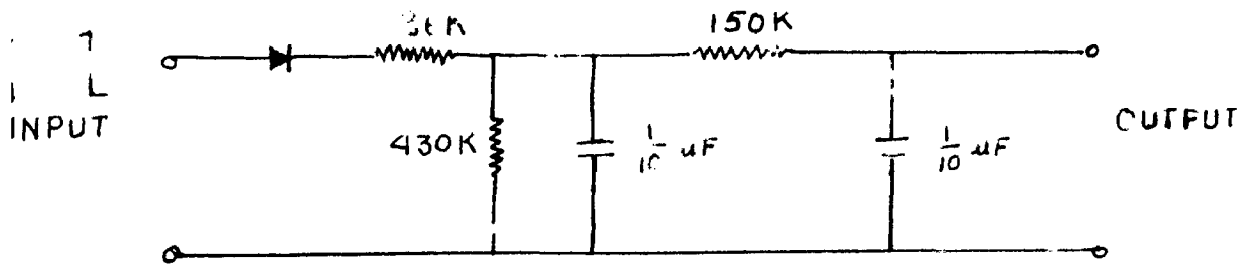 150K
430K
1/10 uF
1/10 uF
INPUT
OUTPUT